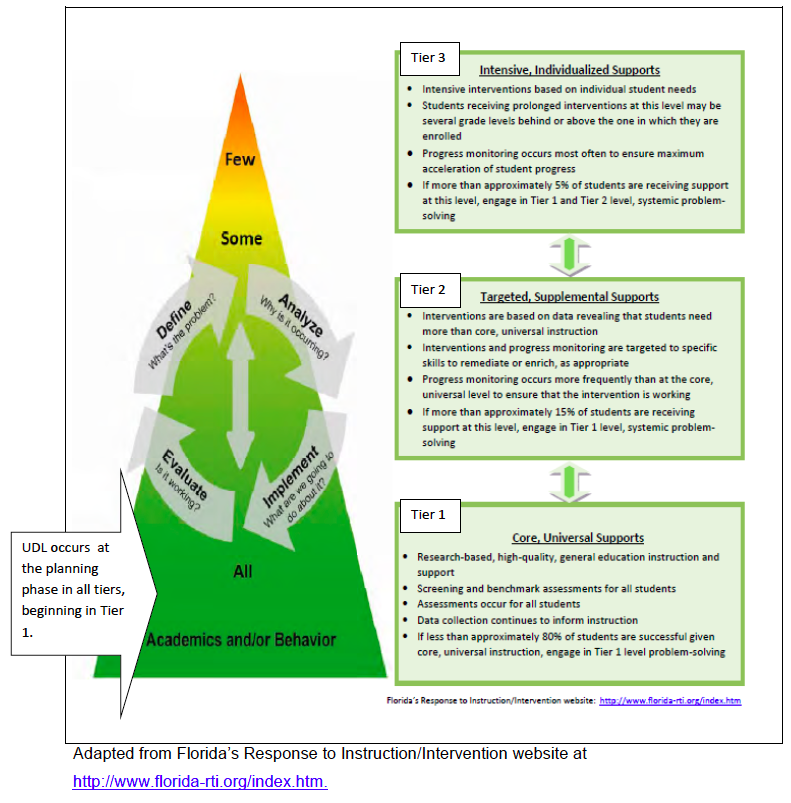 Few
Some
Define
What's the problem?
Analyze
Why is it occurring?
Implement
What are we going to
do about it?
Evaluate
Is it working?
All
Academics and/or Behavior
UDL occurs at
the planning
phase in all tiers,
beginning in Tier
1.
Tier 3
Intensive, Individualized Supports
• Intensive interventions based on individual student needs
• Students receiving prolonged interventions at this level may be
several grade levels behind or above the one in which they are
enrolled
• Progress monitoring occurs most often to ensure maximum
acceleration of student progress
• If more than approximately 5% of students are receiving support
at this level, engage in Tier 1 and Tier 2 level, systemic problem-
solving
Tier 2
Targeted, Supplemental Supports
• Interventions are based on data revealing that students need
more than core, universal instruction
• Interventions and progress monitoring are targeted to specific
skills to remediate or enrich, as appropriate
• Progress monitoring occurs more frequently than at the core,
universal level to ensure that the intervention is working
• If more than approximately 15% of students are receiving
support at this level, engage in Tier 1 level, systemic problem-
solving
Tier 1
Core, Universal Supports
• Research-based, high-quality, general education instruction and
support
• Screening and benchmark assessments for all students
• Assessments occur for all students
• Data collection continues to inform instruction
• If less than approximately 80% of students are successful given
core, universal instruction, engage in Tier 1 level problem-solving
Florida's Response to Instruction/Intervention website: http://www.florida-rti.org/index.htm
Adapted from Florida's Response to Instruction/Intervention website at
http://www.florida-rti.org/index.htm.